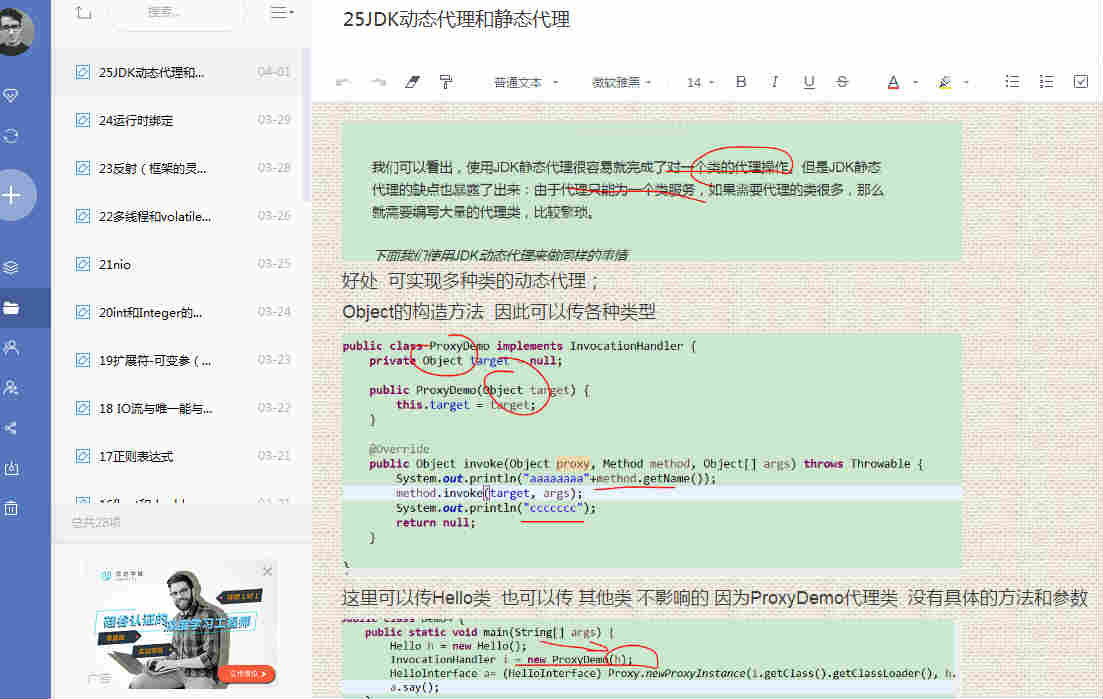 25JDK动态代理和静态代理
搜索...
普通文本
微软雅黑
14
B
I
U
S
A
25JDK动态代理和...
04-01
24运行时绑定
03-29
23反射（框架的灵...
03-28
22多线程和volatile...
03-26
21nio
03-25
20int和Integer的...
03-24
19扩展符-可变参（...
03-23
18 IO流与唯一能与...
03-22
17正则表达式
03-21
总共28项
广告
我们可以看出，使用JDK静态代理很容易就完成了对一个类的代理操作。但是JDK静态
代理的缺点也暴露了出来：由于代理只能为一个类服务，如果需要代理的类很多，那么
就需要编写大量的代理类，比较繁琐。
下面我们使用JDK动态代理来做同样的事情
好处  可实现多种类的动态代理；
Object的构造方法  因此可以传各种类型
public class ProxyDemo implements InvocationHandler {
private Object target = null;
public ProxyDemo(Object target) {
this.target = target;
}
@Override
public Object invoke(Object proxy, Method method, Object[] args) throws Throwable {
System.out.println("aaaaaaaa"+method.getName());
method.invoke(target, args);
System.out.println("ccccccc");
return null;
}
}
这里可以传Hello类  也可以传 其他类 不影响的 因为ProxyDemo代理类  没有具体的方法和参数
public static void main(String[] args) {
Hello h = new Hello();
InvocationHandler i = new ProxyDemo(h);
HelloInterface a= (HelloInterface) Proxy.newProxyInstance(i.getClass().getClassLoader(), h.
a.say();